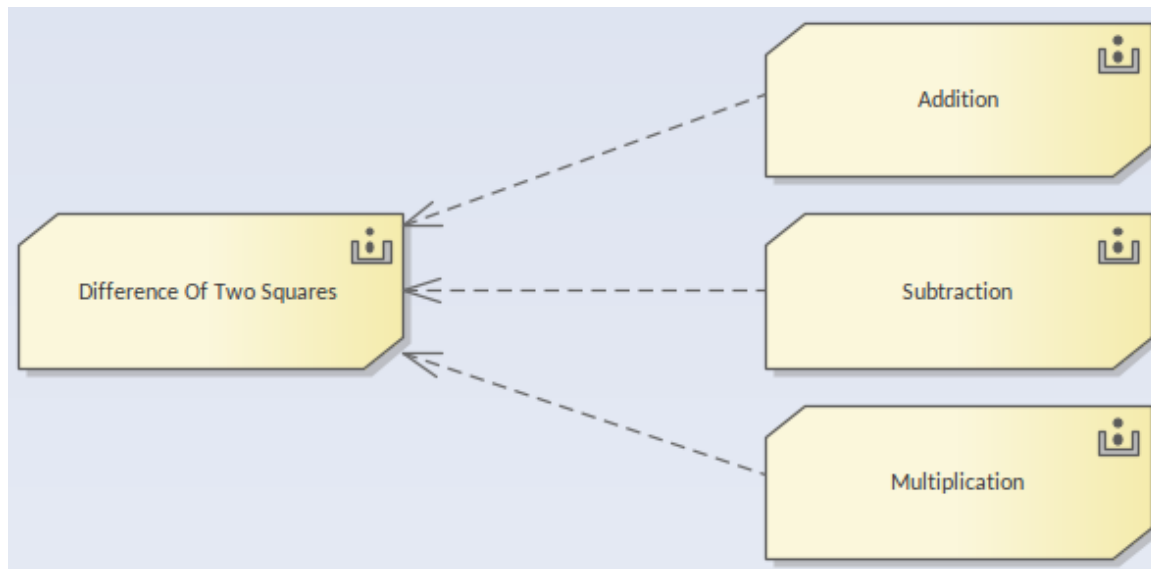 Addition
Difference Of Two Squares
Subtraction
Multiplication